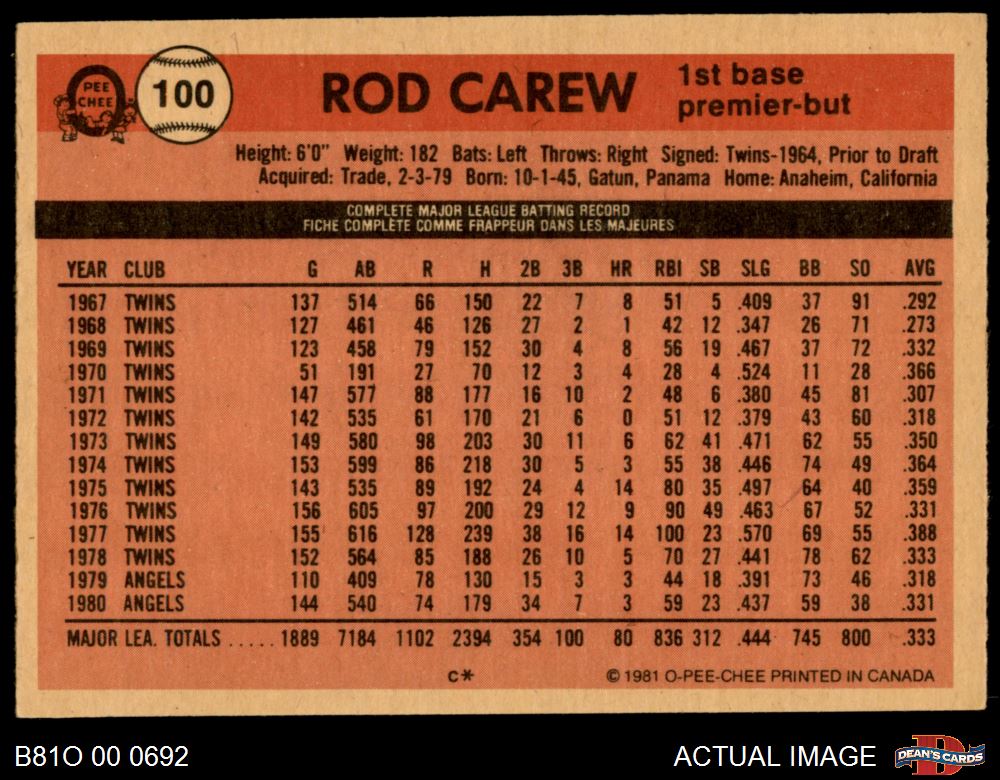 PEE
CHEE
100
ROD CAREW
1st base
premier-but
Height: 6'0" Weight: 182 Bats: Left Throws: Right Signed: Twins-1964, Prior to Draft
Acquired: Trade, 2-3-79 Born: 10-1-45, Gatun, Panama Home: Anaheim, California
COMPLETE MAJOR LEAGUE BATTING RECORD
FICHE COMPLÈTE COMME FRAPPEUR DANS LES MAJEURES
YEAR CLUB G AB R H 2B 3B HR RBI SB SLG BB SO AVG
1967 TWINS 137 514 66 150 22 7 8 51 5 .409 37 91 .292
1968 TWINS 127 461 46 126 27 2 1 42 12 .347 26 71 .273
1969 TWINS 123 458 79 152 30 4 8 56 19 .467 37 72 .332
1970 TWINS 51 191 27 70 12 3 4 28 4 .524 11 28 .366
1971 TWINS 147 577 88 177 16 10 2 48 6 .380 45 81 .307
1972 TWINS 142 535 61 170 21 6 0 51 12 .379 43 60 .318
1973 TWINS 149 580 98 203 30 11 6 62 41 .471 62 55 .350
1974 TWINS 153 599 86 218 30 5 3 55 38 .446 74 49 .364
1975 TWINS 143 535 89 192 24 4 14 80 35 .497 64 40 .359
1976 TWINS 156 605 97 200 29 12 9 90 49 .463 67 52 .331
1977 TWINS 155 616 128 239 38 16 14 100 23 .570 69 55 .388
1978 TWINS 152 564 85 188 26 10 5 70 27 .441 78 62 .333
1979 ANGELS 110 409 78 130 15 3 3 44 18 .391 73 46 .318
1980 ANGELS 144 540 74 179 34 7 3 59 23 .437 59 38 .331
MAJOR LEA. TOTALS ..... 1889 7184 1102 2394 354 100 80 836 312 .444 745 800 .333
C* © 1981 O-PEE-CHEE PRINTED IN CANADA
B81O 00 0692 ACTUAL IMAGE DEAN'S CARDS